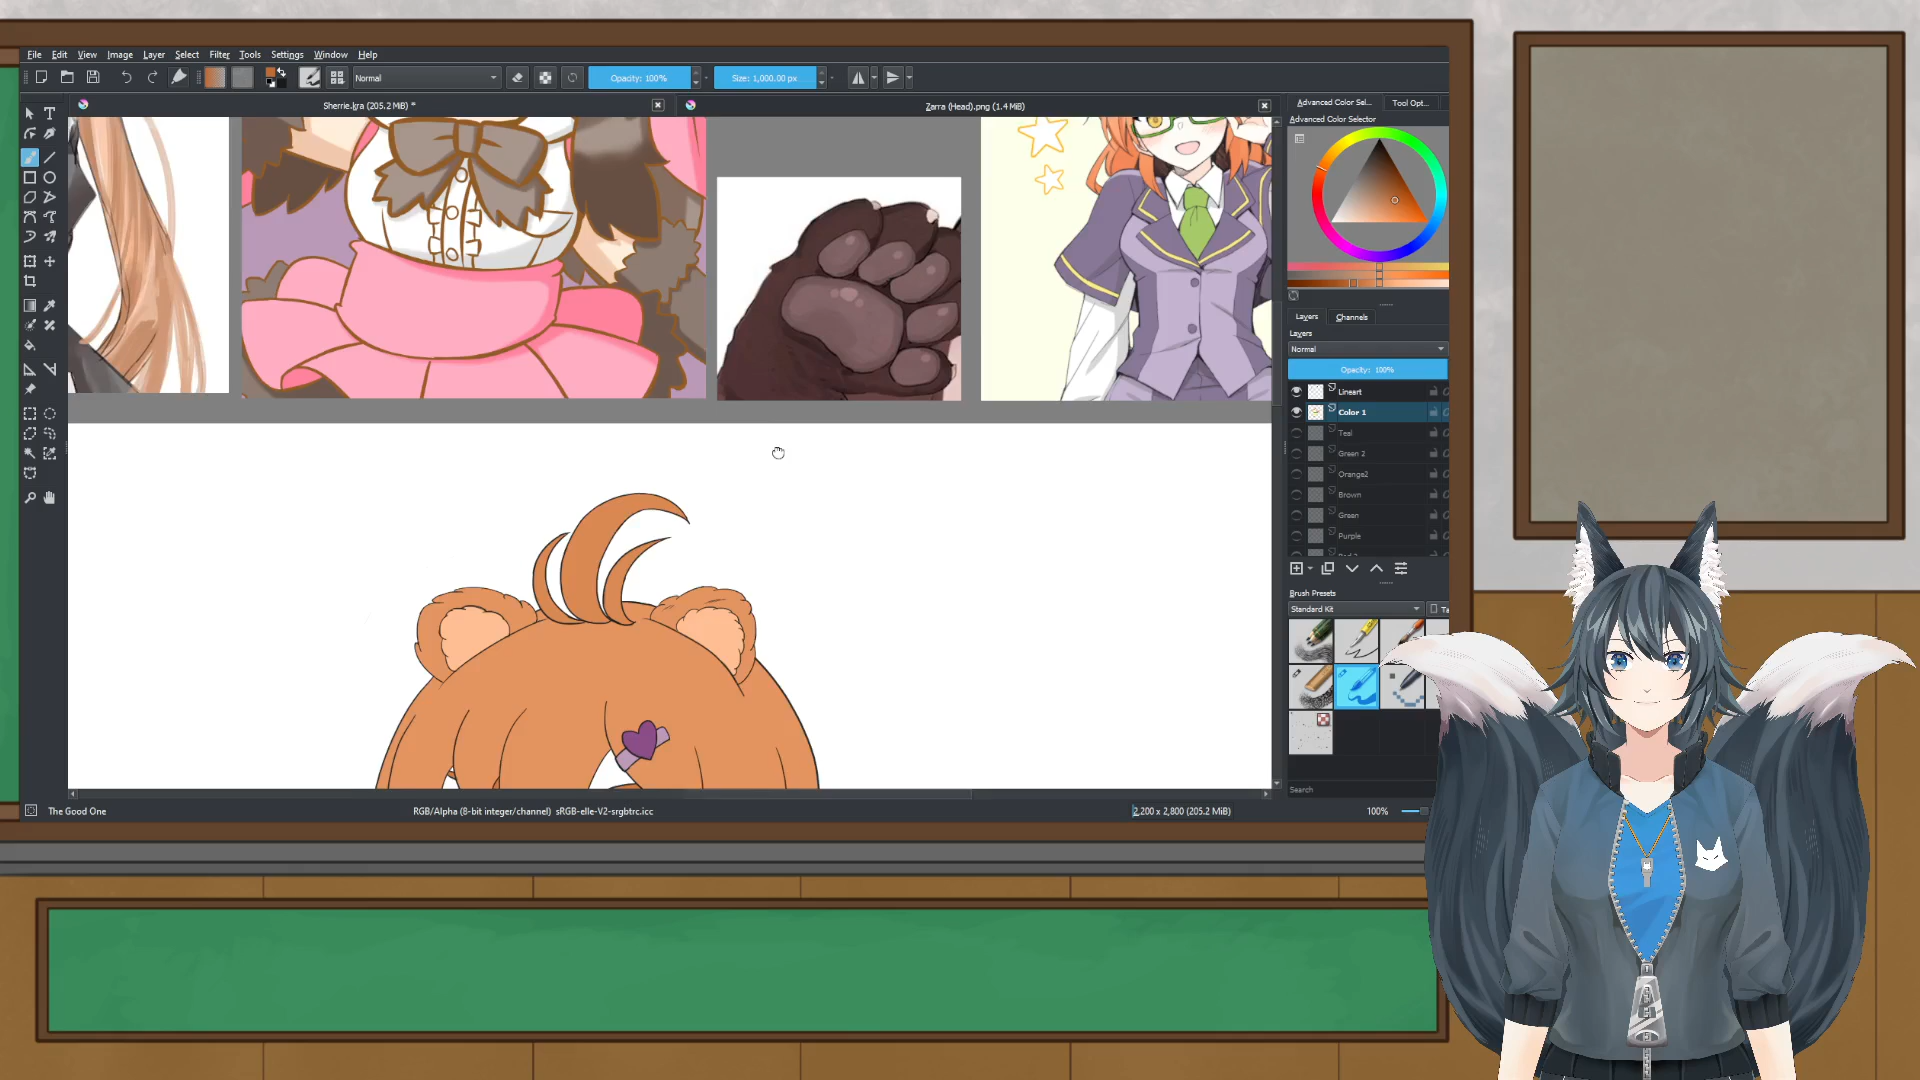 File Edit View Image Layer Select Filter Tools Settings Window Help
Normal
Opacity: 100%
Size: 1,000.00 px
Sherrie.kra (205.2 MiB) *
Zarra (Head).png (1.4 MiB)
Advanced Color Sel...
Tool Opt...
Advanced Color Selector
Layers
Channels
Layers
Normal
Opacity: 100%
Lineart
Color 1
Teal
Green 2
Orange2
Brown
Green
Purple
Brush Presets
Standard Kit
Ta
Search
The Good One
RGB/Alpha (8-bit integer/channel) sRGB-elle-V2-srgbtrc.icc
2,200 x 2,800 (205.2 MiB)
100%